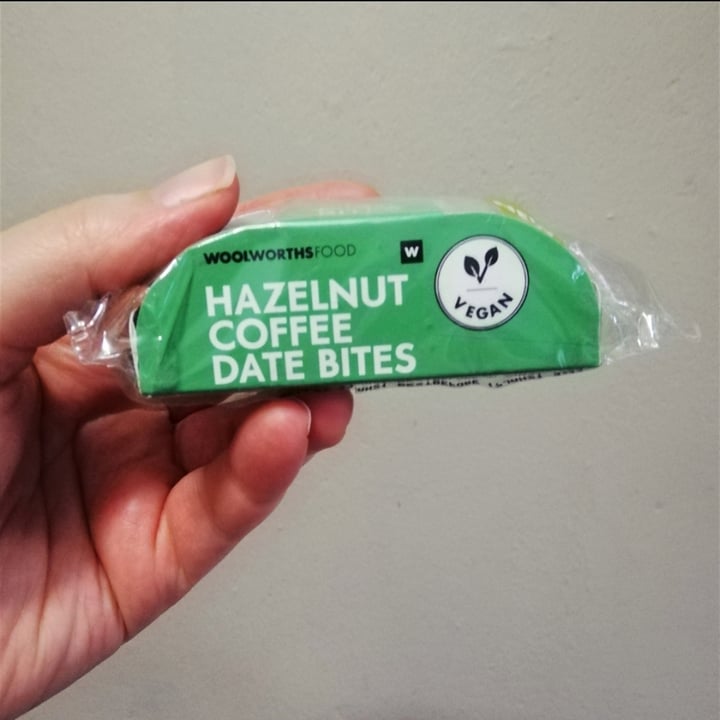 WOOLWORTHSFOOD W
HAZELNUT
COFFEE
DATE BITES
VEGAN